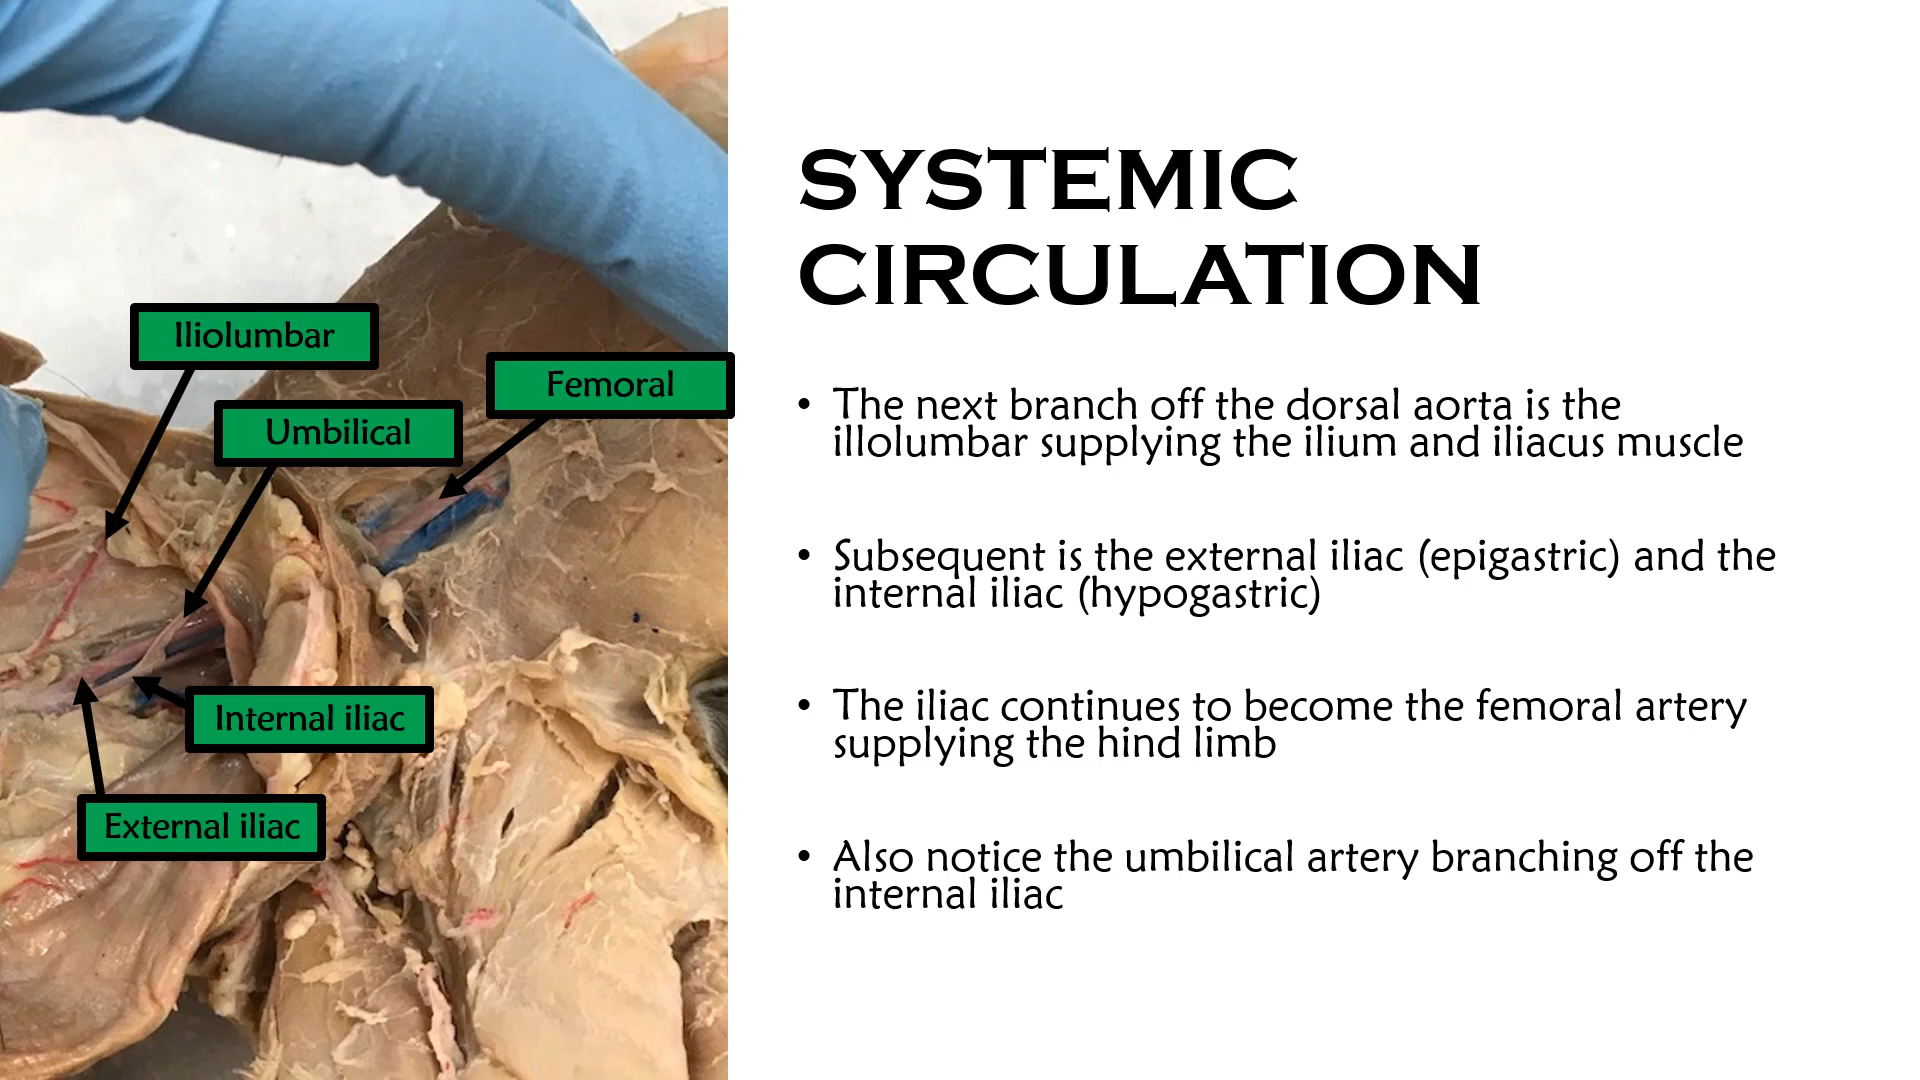 Iliolumbar
Femoral
Umbilical
Internal iliac
External iliac
SYSTEMIC
CIRCULATION
• The next branch off the dorsal aorta is the
illolumbar supplying the ilium and iliacus muscle
• Subsequent is the external iliac (epigastric) and the
internal iliac (hypogastric)
• The iliac continues to become the femoral artery
supplying the hind limb
• Also notice the umbilical artery branching off the
internal iliac